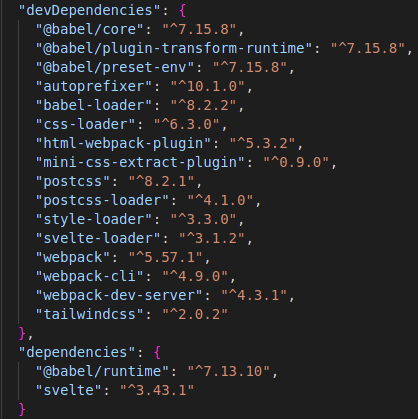 "devDependencies": {
"@babel/core": "^7.15.8",
"@babel/plugin-transform-runtime": "^7.15.8",
"@babel/preset-env": "^7.15.8",
"autoprefixer": "^10.1.0",
"babel-loader": "^8.2.2",
"css-loader": "^6.3.0",
"html-webpack-plugin": "^5.3.2",
"mini-css-extract-plugin": "^0.9.0",
"postcss": "^8.2.1",
"postcss-loader": "^4.1.0",
"style-loader": "^3.3.0",
"svelte-loader": "^3.1.2",
"webpack": "^5.57.1",
"webpack-cli": "^4.9.0",
"webpack-dev-server": "^4.3.1",
"tailwindcss": "^2.0.2"
},
"dependencies": {
"@babel/runtime": "^7.13.10",
"svelte": "^3.43.1"
}